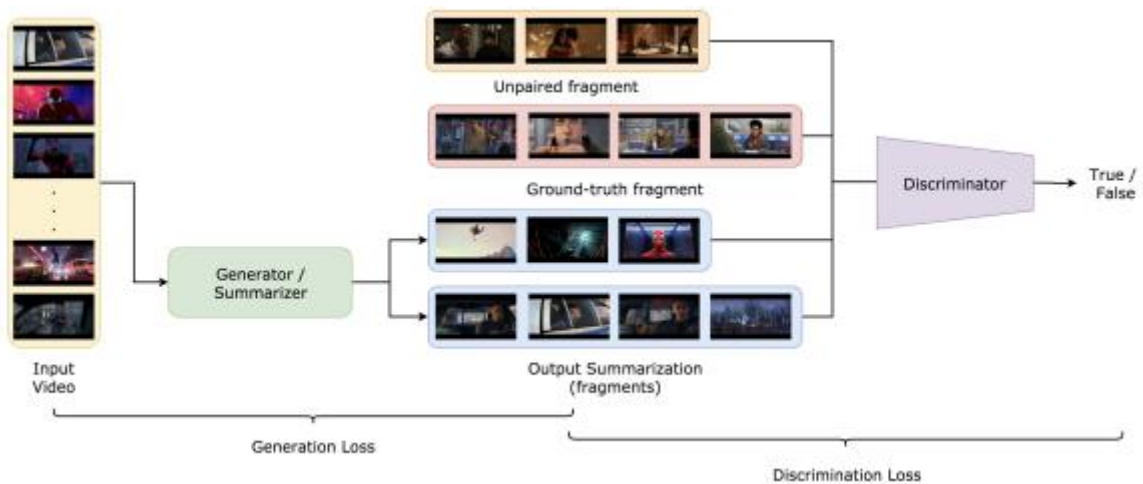 Unpaired fragment
Ground-truth fragment
Generator /
Summarizer
Discriminator
True /
False
Input
Video
Output Summarization
(fragments)
Generation Loss
Discrimination Loss